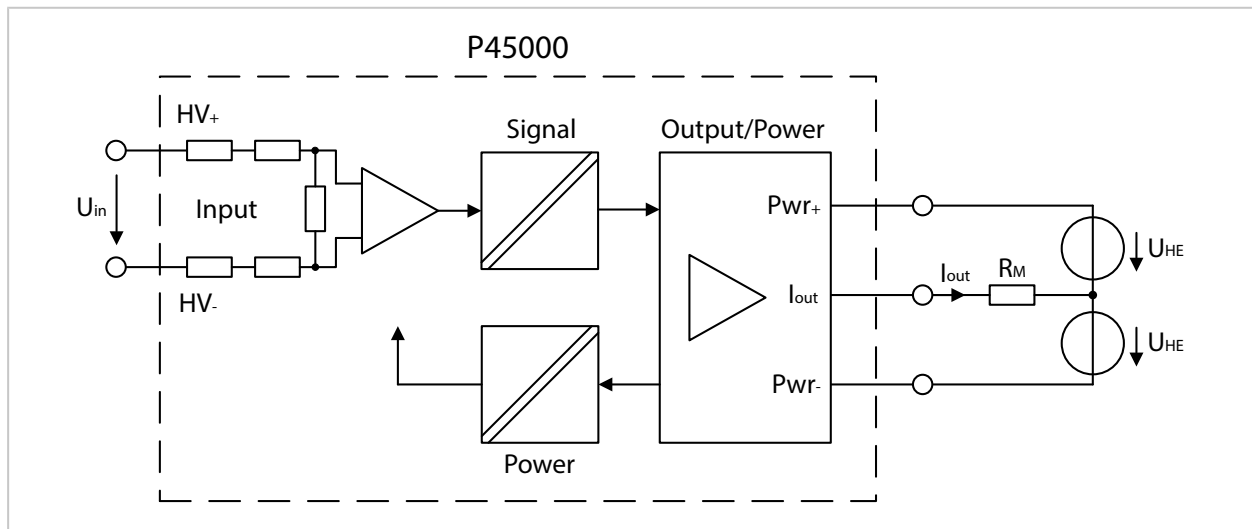 P45000
HV+
Signal
Output/Power
Uin
Input
Pwr+
UHE
Iout
Iout
RM
HV-
UHE
Pwr-
Power